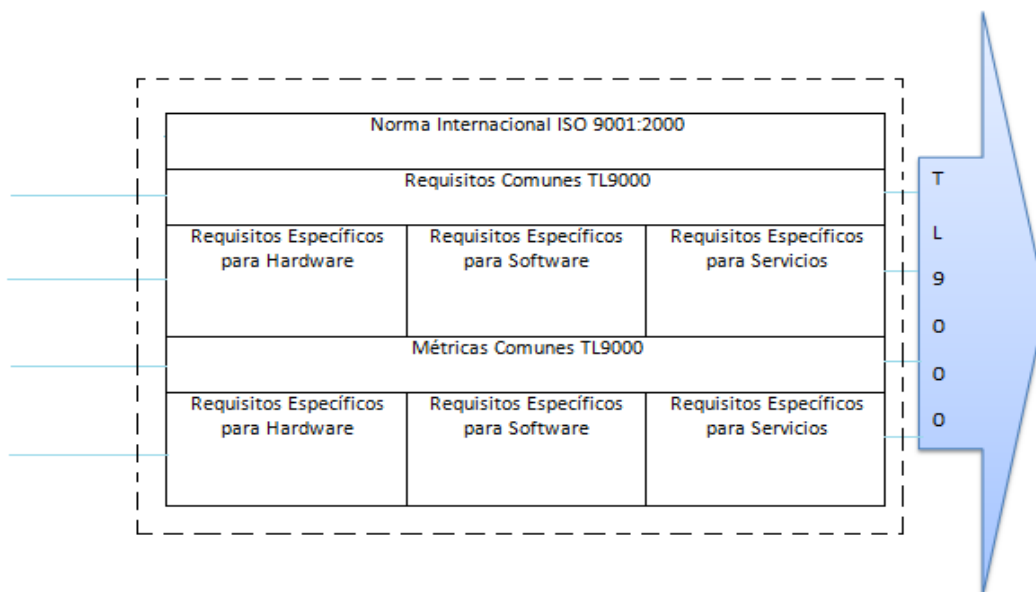 Norma Internacional ISO 9001:2000
Requisitos Comunes TL9000
Requisitos Específicos
para Hardware
Requisitos Específicos
para Software
Requisitos Específicos
para Servicios
Métricas Comunes TL9000
Requisitos Específicos
para Hardware
Requisitos Específicos
para Software
Requisitos Específicos
para Servicios
T
L
9
0
0
0